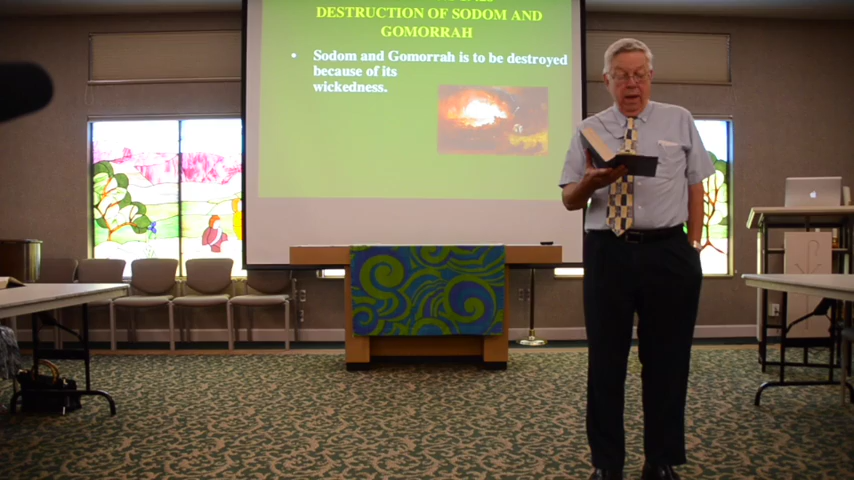 DESTRUCTION OF SODOM AND
GOMORRAH
• Sodom and Gomorrah is to be destroyed
because of its
wickedness.